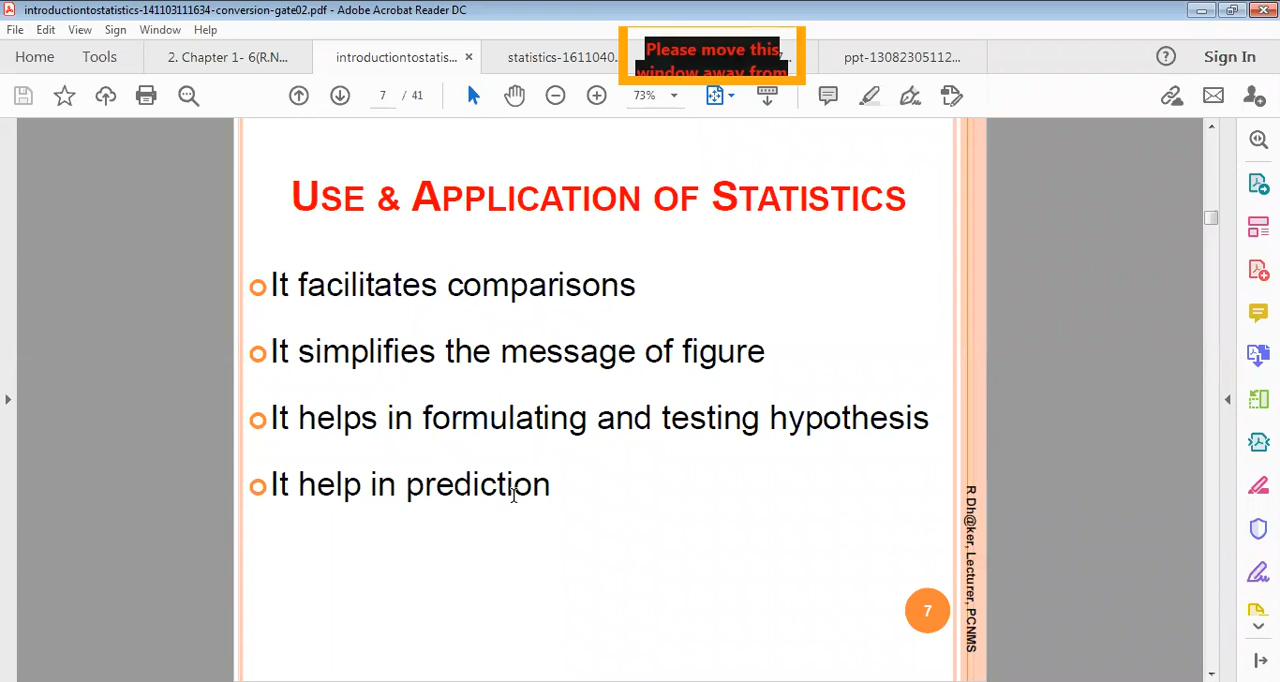 introductiontostatistics-141103111634-conversion-gate02.pdf - Adobe Acrobat Reader DC
File Edit View Sign Window Help
Home Tools 2. Chapter 1- 6(R.N... introductiontostatis... × statistics-1611040... ppt-13082305112... Sign In
Please move this
window away from
7 / 41 73%
USE & APPLICATION OF STATISTICS
It facilitates comparisons
It simplifies the message of figure
It helps in formulating and testing hypothesis
It help in prediction
R Dh@ker, Lecturer, PCNMS
7